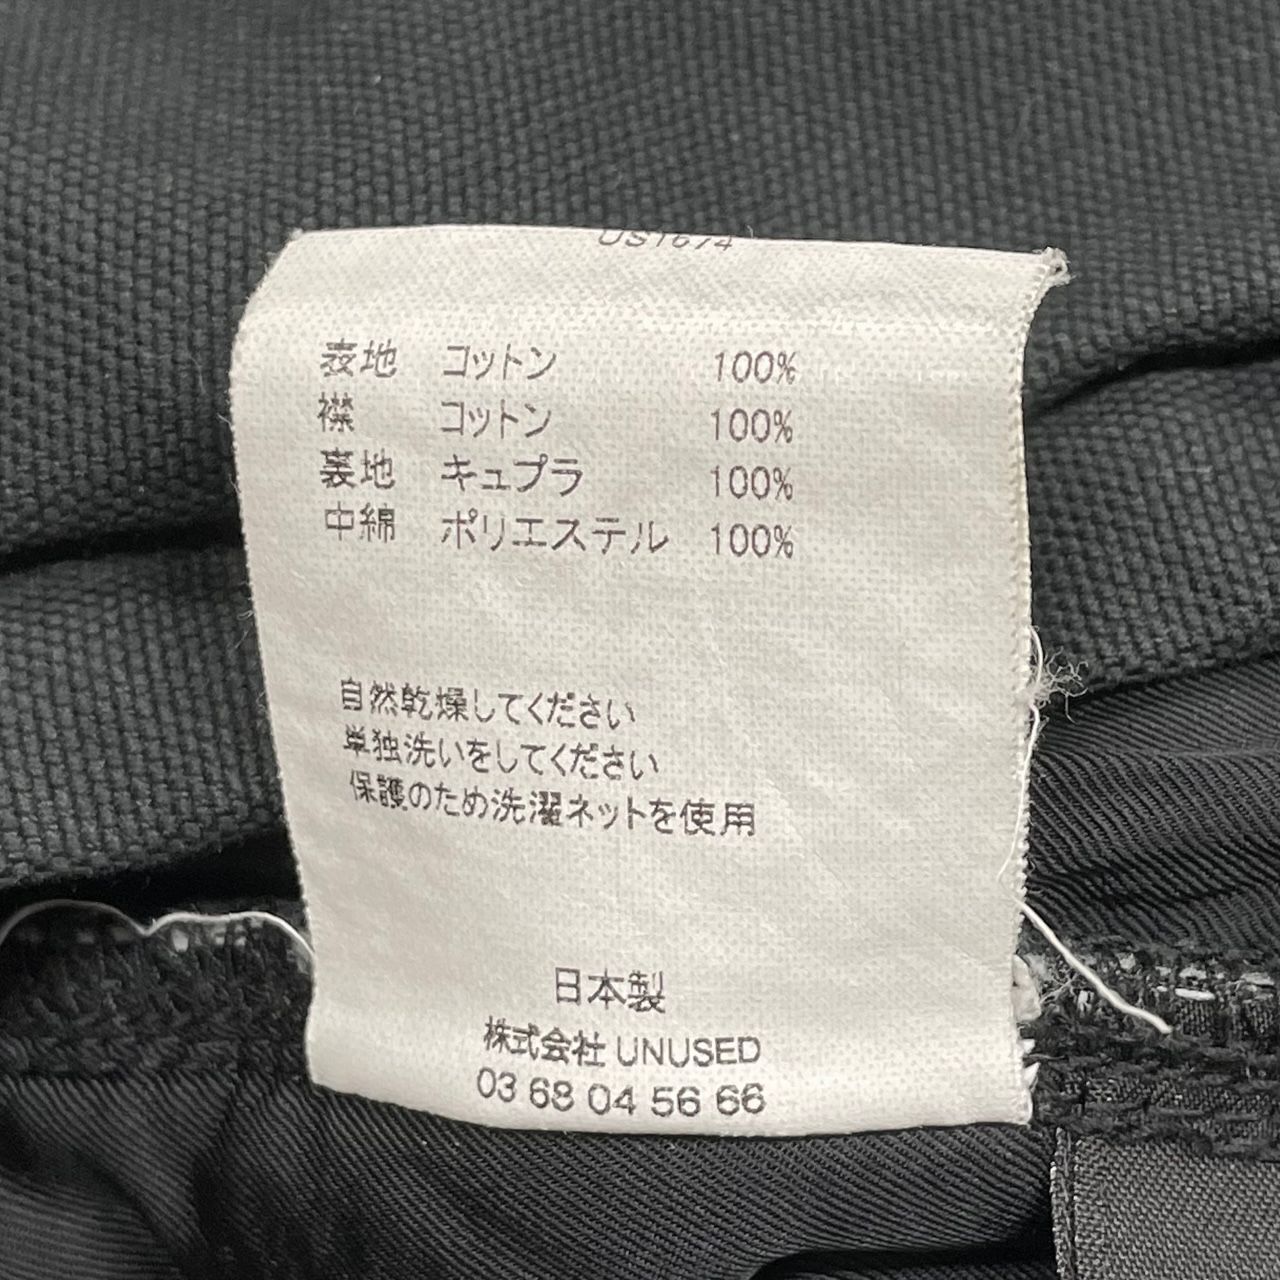 US1674
表地 コットン 100%
襟 コットン 100%
裏地 キュプラ 100%
中綿 ポリエステル 100%
自然乾燥してください
単独洗いをしてください
保護のため洗濯ネットを使用
日本製
株式会社 UNUSED
03 68 04 56 66